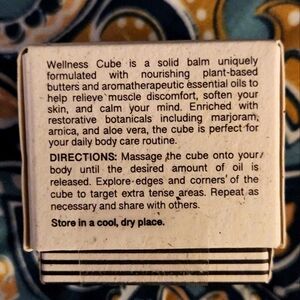 Wellness Cube is a solid balm uniquely
formulated with nourishing plant-based
butters and aromatherapeutic essential oils to
help relieve muscle discomfort, soften your
skin, and calm your mind. Enriched with
restorative botanicals including marjoram,
arnica, and aloe vera, the cube is perfect for
your daily body care routine.
DIRECTIONS: Massage the cube onto your
body until the desired amount of oil is
released. Explore edges and corners of the
cube to target extra tense areas. Repeat as
necessary and share with others.
Store in a cool, dry place.